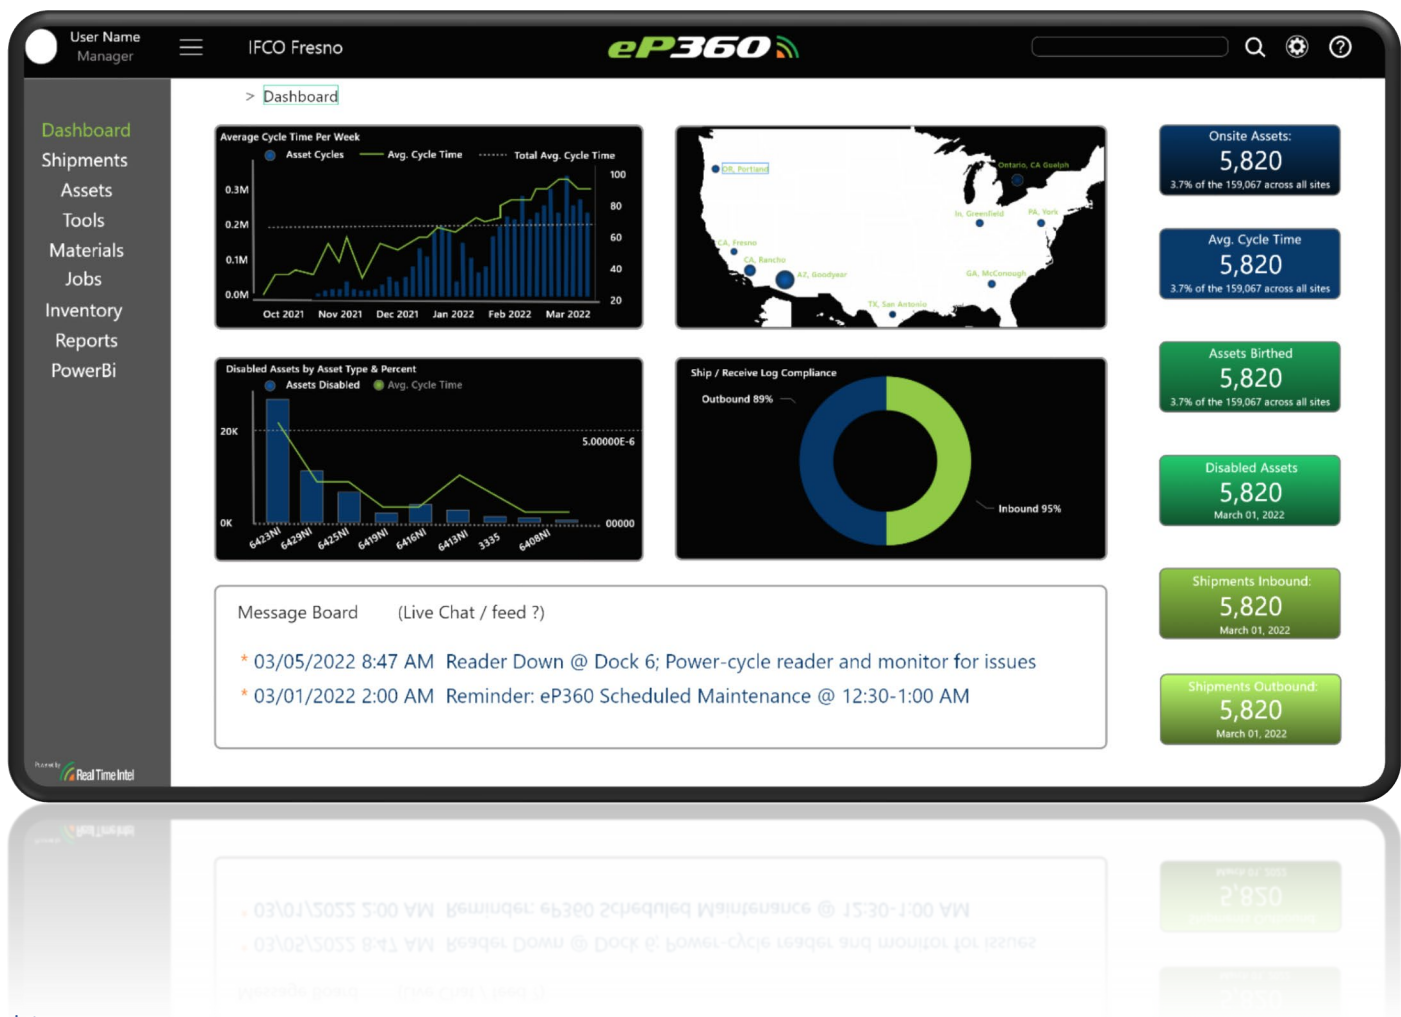 User Name
Manager
IFCO Fresno
eP360
> Dashboard
Dashboard
Shipments
Assets
Tools
Materials
Jobs
Inventory
Reports
PowerBi
Powered by
Real Time Intel
Average Cycle Time Per Week
Asset Cycles Avg. Cycle Time Total Avg. Cycle Time
0.3M
0.2M
0.1M
0.0M
100
80
60
40
20
Oct 2021 Nov 2021 Dec 2021 Jan 2022 Feb 2022 Mar 2022
OR, Portland
Ontario, CA Guelph
In, Greenfield
PA, York
CA, Fresno
CA, Rancho
AZ, Goodyear
GA, McConough
TX, San Antonio
Disabled Assets by Asset Type & Percent
Assets Disabled Avg. Cycle Time
20K
5.00000E-6
0K
00000
6423NI 6429NI 6425NI 6419NI 6416NI 6413NI 3335 6408NI
Ship / Receive Log Compliance
Outbound 89%
Inbound 95%
Message Board (Live Chat / feed ?)
* 03/05/2022 8:47 AM Reader Down @ Dock 6; Power-cycle reader and monitor for issues
* 03/01/2022 2:00 AM Reminder: eP360 Scheduled Maintenance @ 12:30-1:00 AM
Onsite Assets:
5,820
3.7% of the 159,067 across all sites
Avg. Cycle Time
5,820
3.7% of the 159,067 across all sites
Assets Birthed
5,820
3.7% of the 159,067 across all sites
Disabled Assets
5,820
March 01, 2022
Shipments Inbound:
5,820
March 01, 2022
Shipments Outbound:
5,820
March 01, 2022